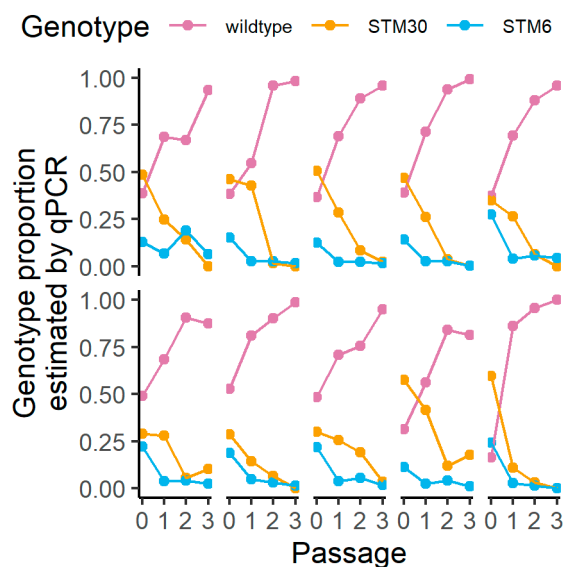 Genotype wildtype STM30 STM6
Genotype proportion
estimated by qPCR
1.00
0.75
0.50
0.25
0.00
1.00
0.75
0.50
0.25
0.00
0 1 2 3 0 1 2 3 0 1 2 3 0 1 2 3 0 1 2 3
Passage